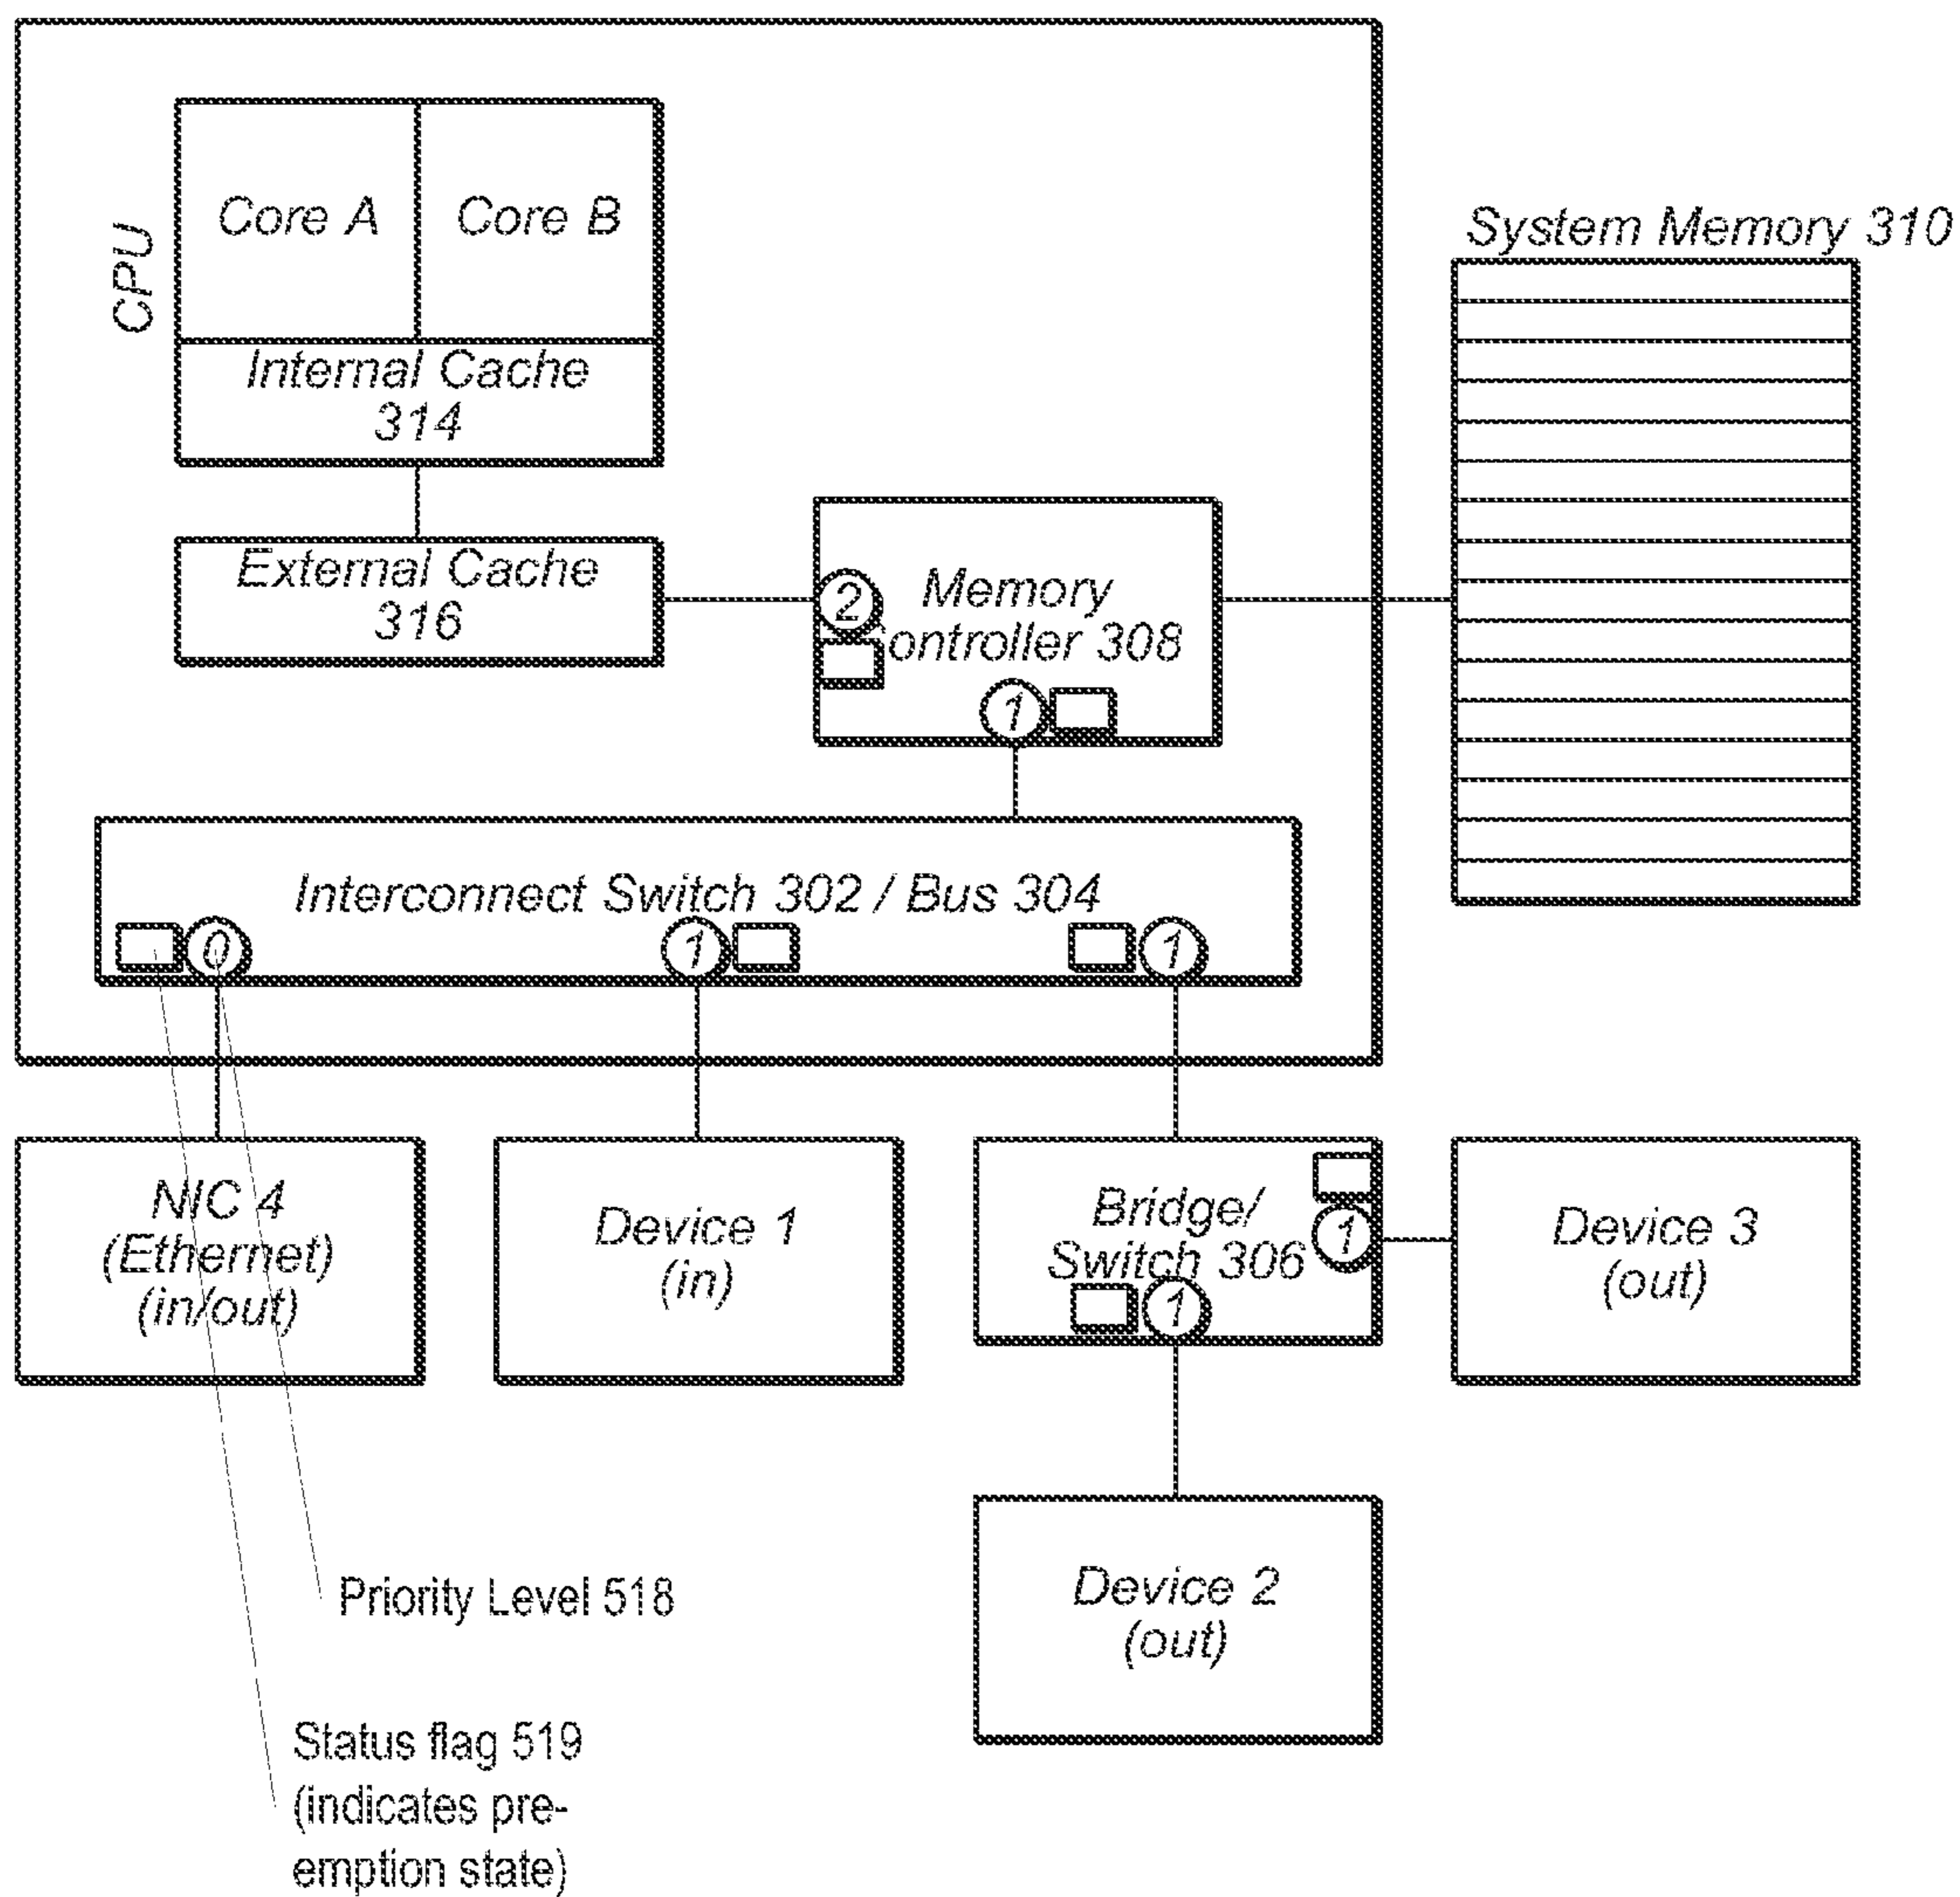 CPU
Core A
Core B
Internal Cache
314
External Cache
316
2
Memory
ontroller 308
1
System Memory 310
Interconnect Switch 302 / Bus 304
0
1
1
NIC 4
(Ethernet)
(in/out)
Device 1
(in)
Bridge/
Switch 306
1
1
Device 3
(out)
Device 2
(out)
Priority Level 518
Status flag 519
(indicates pre-
emption state)